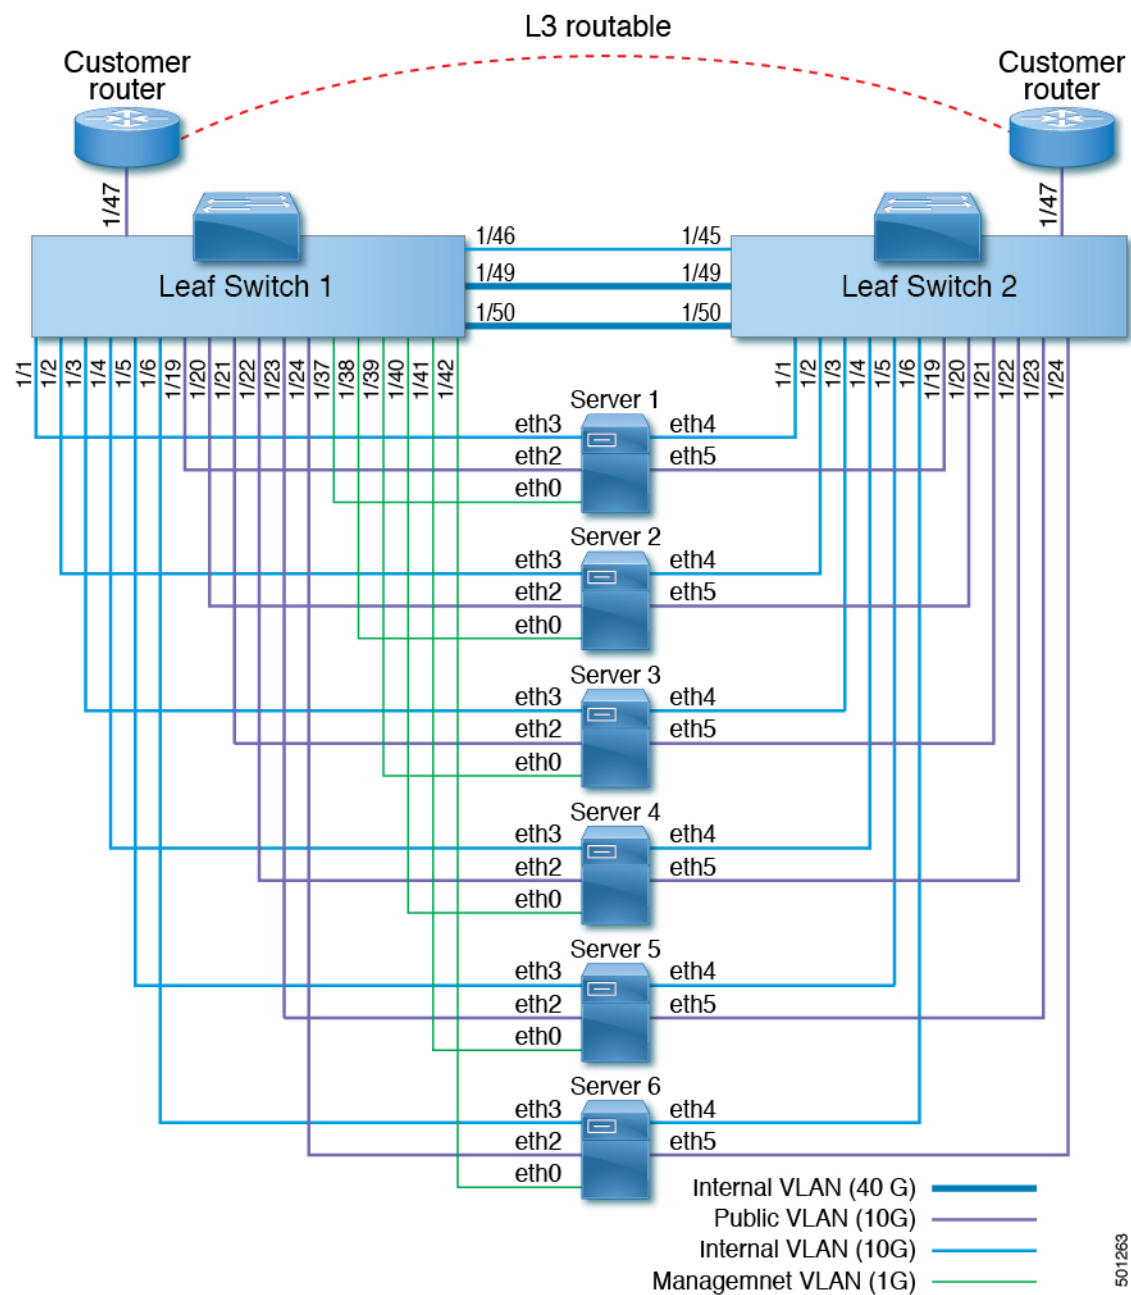 L3 routable
Customer
router
Customer
router
1/47
1/47
1/46 1/45
1/49 1/49
1/50 1/50
Leaf Switch 1
Leaf Switch 2
1/1 1/2 1/3 1/4 1/5 1/6 1/19 1/20 1/21 1/22 1/23 1/24 1/37 1/38 1/39 1/40 1/41 1/42
1/1 1/2 1/3 1/4 1/5 1/6 1/19 1/20 1/21 1/22 1/23 1/24
Server 1
eth3 eth4
eth2 eth5
eth0
Server 2
eth3 eth4
eth2 eth5
eth0
Server 3
eth3 eth4
eth2 eth5
eth0
Server 4
eth3 eth4
eth2 eth5
eth0
Server 5
eth3 eth4
eth2 eth5
eth0
Server 6
eth3 eth4
eth2 eth5
eth0
Internal VLAN (40 G)
Public VLAN (10G)
Internal VLAN (10G)
Managemnet VLAN (1G)
501263